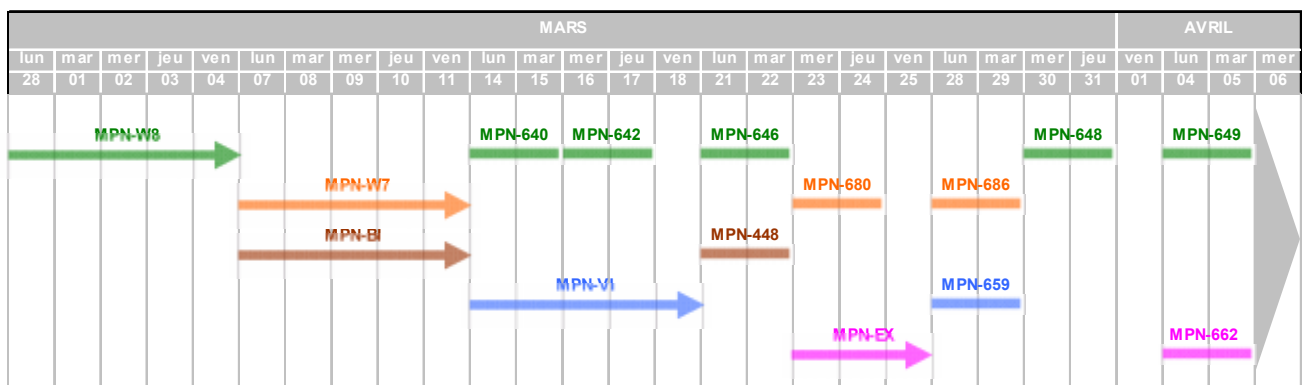 MARS AVRIL
lun mar mer jeu ven lun mar mer jeu ven lun mar mer jeu ven lun mar mer jeu ven lun mar mer jeu ven lun mar mer
28 01 02 03 04 07 08 09 10 11 14 15 16 17 18 21 22 23 24 25 28 29 30 31 01 04 05 06
MPN-W8 MPN-640 MPN-642 MPN-646 MPN-648 MPN-649
MPN-W7 MPN-680 MPN-686
MPN-BI MPN-448
MPN-VI MPN-659
MPN-EX MPN-662